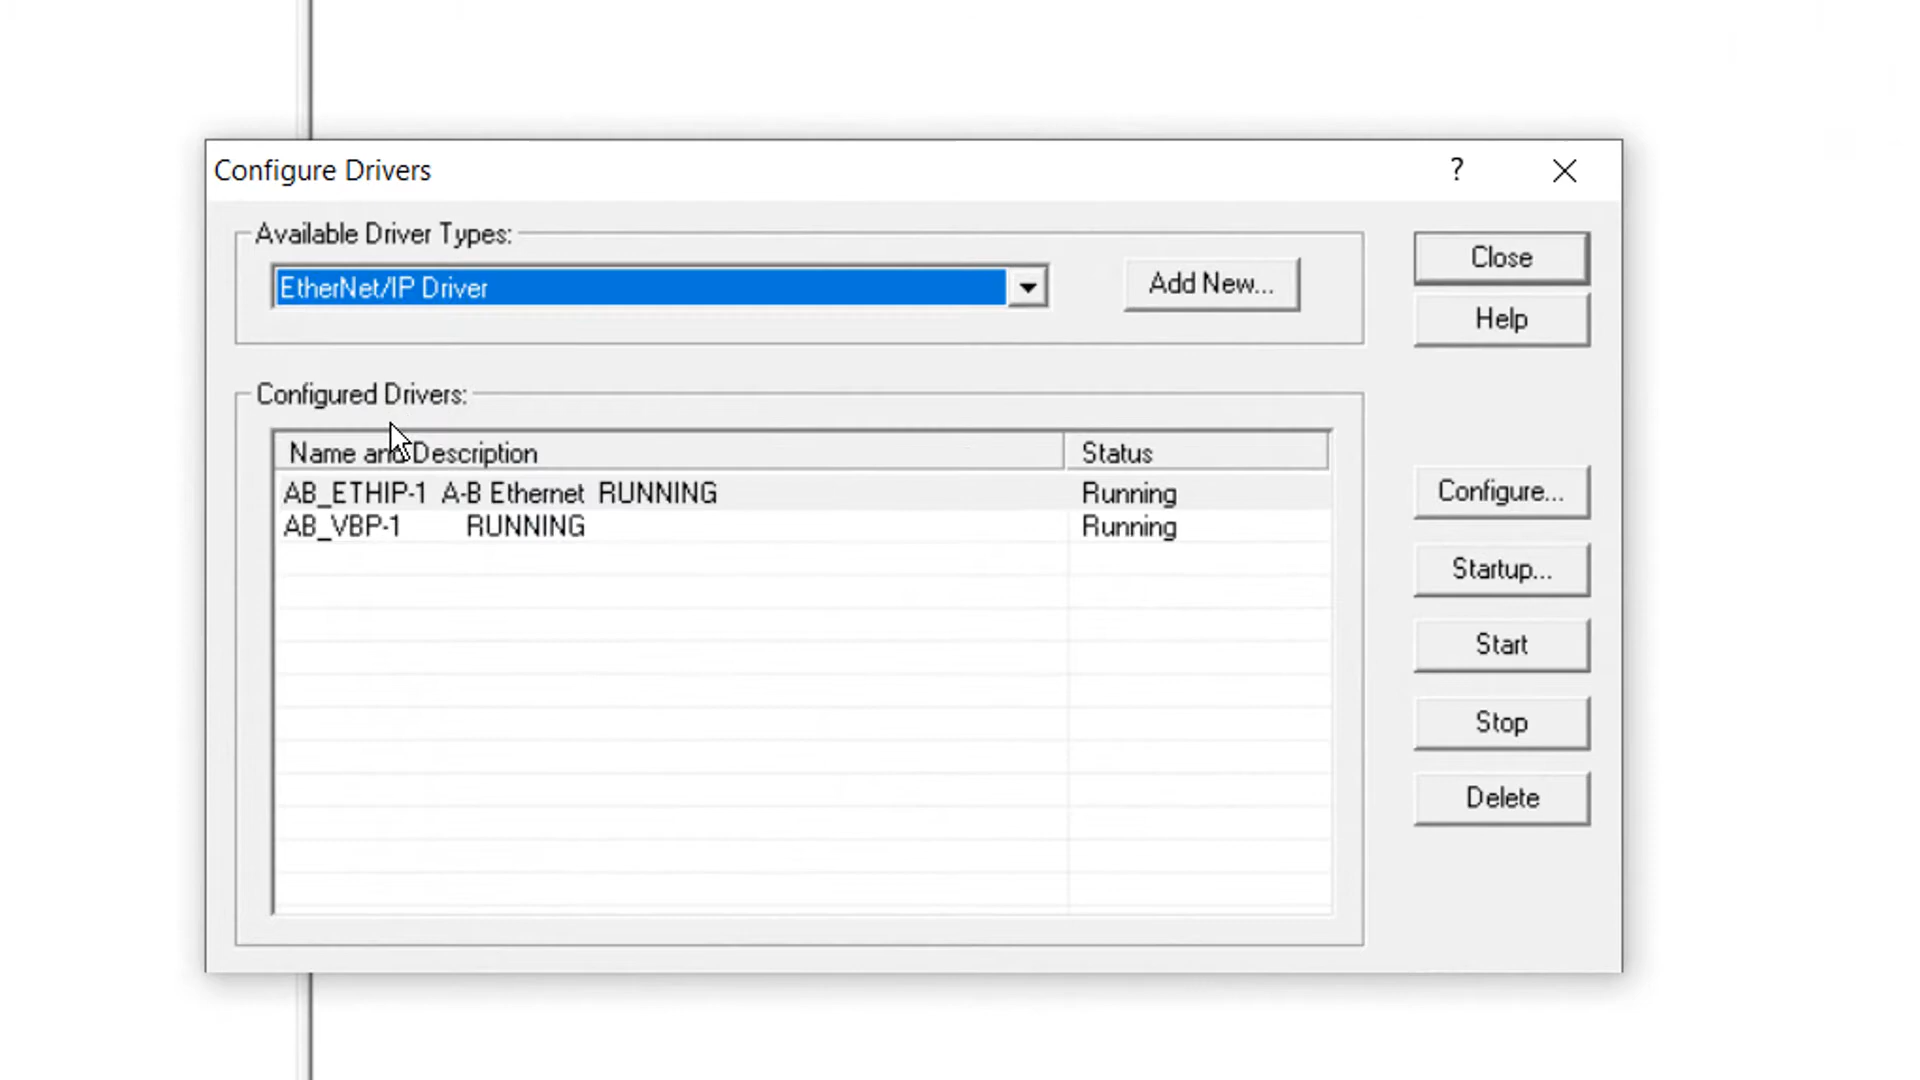 Configure Drivers
?
Available Driver Types:
EtherNet/IP Driver
Add New...
Close
Help
Configured Drivers:
Name and Description Status
AB_ETHIP-1 A-B Ethernet RUNNING Running
AB_VBP-1 RUNNING Running
Configure...
Startup...
Start
Stop
Delete